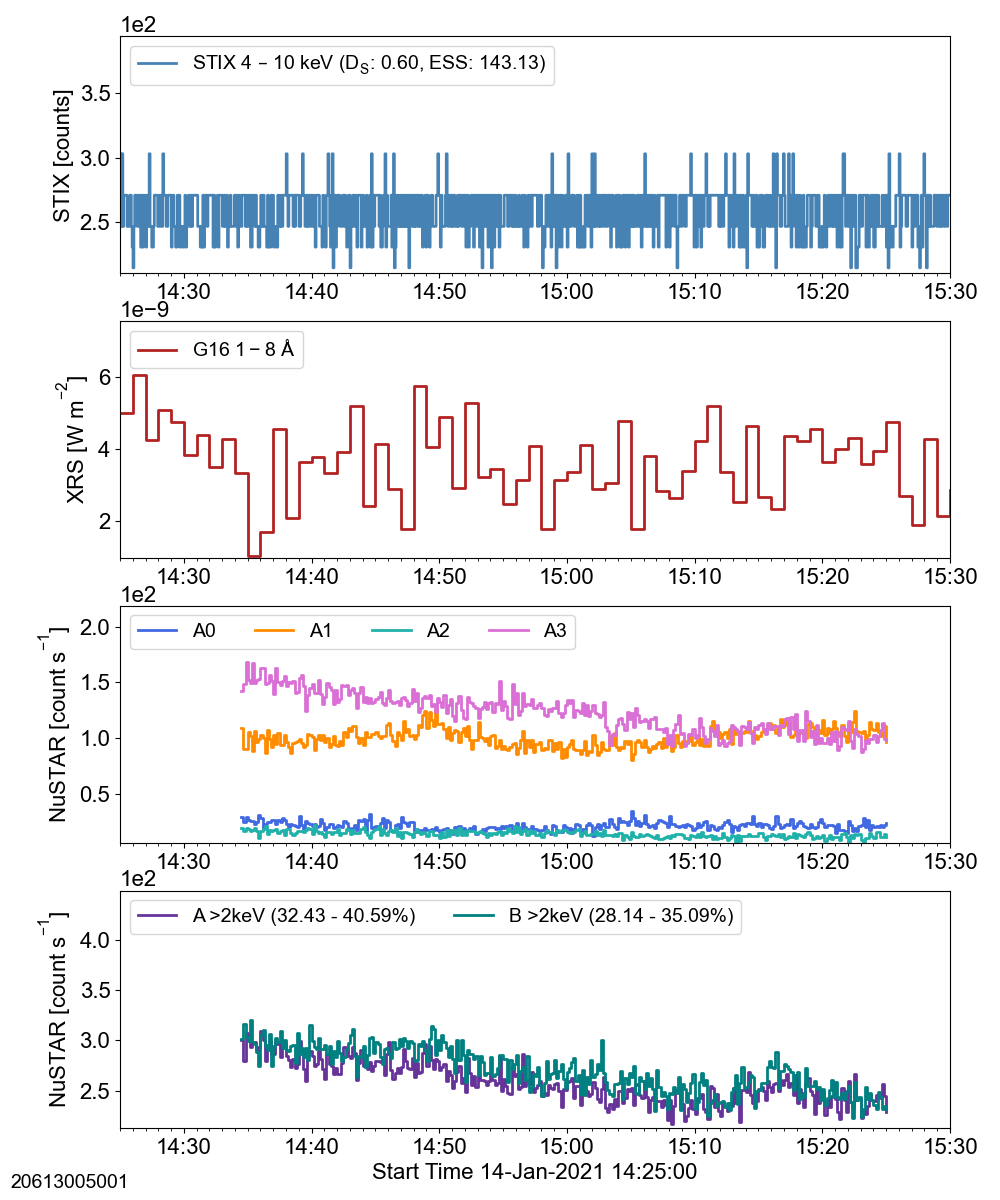 1e2
STIX 4 − 10 keV (D_S: 0.60, ESS: 143.13)
STIX [counts]
3.5
3.0
2.5
14:30 14:40 14:50 15:00 15:10 15:20 15:30
1e−9
G16 1 − 8 Å
XRS [W m⁻²]
6
4
2
14:30 14:40 14:50 15:00 15:10 15:20 15:30
1e2
A0 A1 A2 A3
NuSTAR [count s⁻¹]
2.0
1.5
1.0
0.5
14:30 14:40 14:50 15:00 15:10 15:20 15:30
1e2
A >2keV (32.43 - 40.59%) B >2keV (28.14 - 35.09%)
NuSTAR [count s⁻¹]
4.0
3.5
3.0
2.5
14:30 14:40 14:50 15:00 15:10 15:20 15:30
Start Time 14-Jan-2021 14:25:00
20613005001